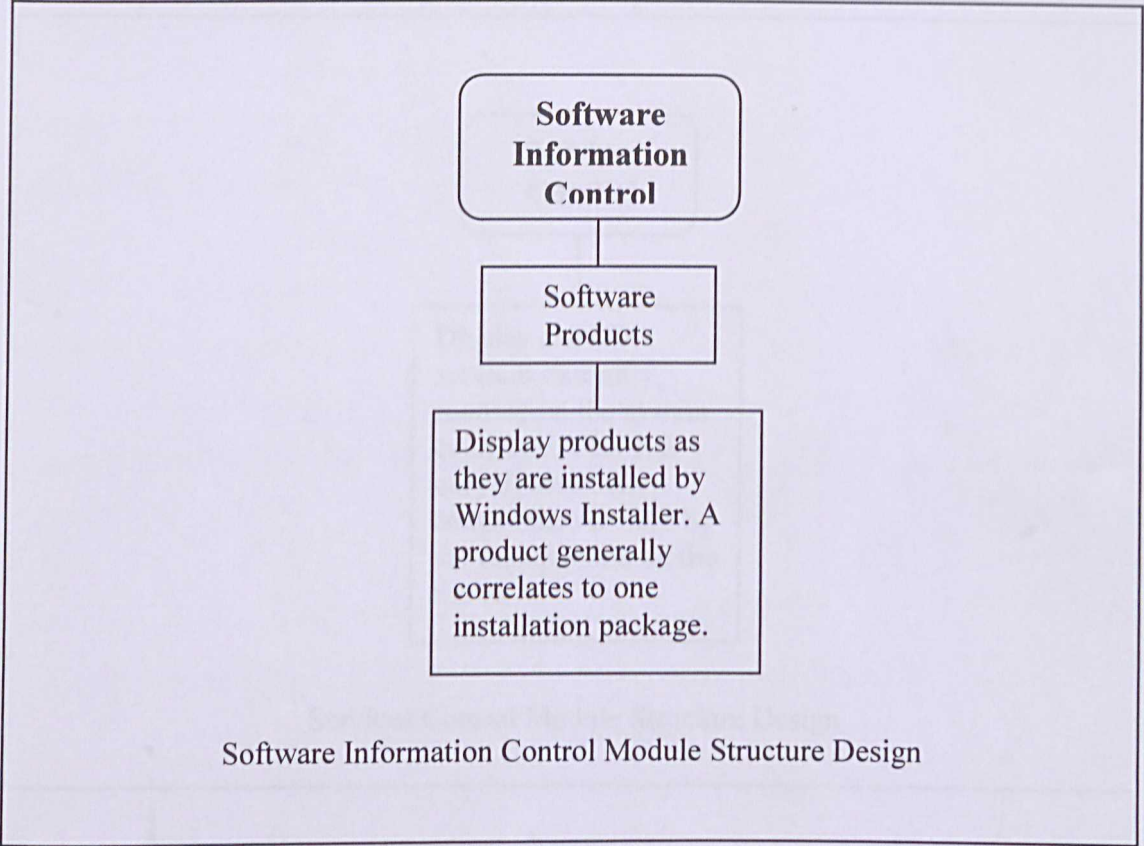 Software
Information
Control
Software
Products
Display products as
they are installed by
Windows Installer. A
product generally
correlates to one
installation package.
Software Information Control Module Structure Design